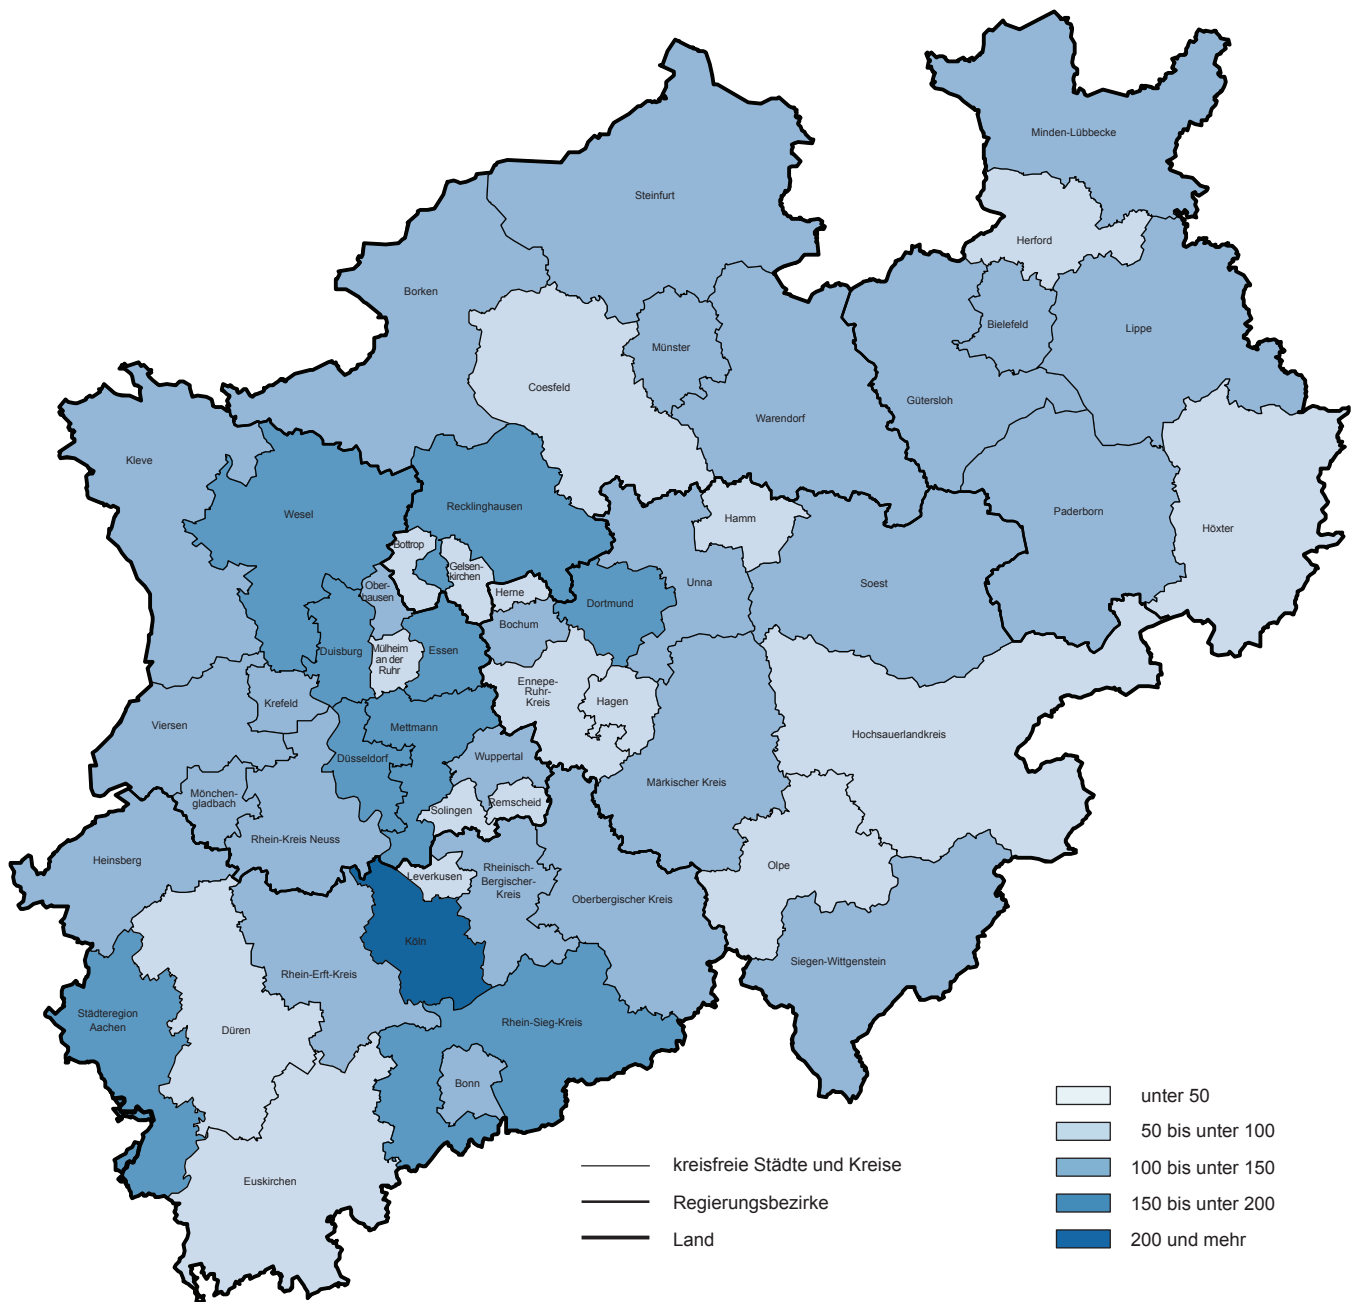 Minden-Lübbecke
Steinfurt
Herford
Borken
Bielefeld
Lippe
Münster
Coesfeld
Gütersloh
Warendorf
Kleve
Recklinghausen
Wesel
Paderborn
Hamm
Höxter
Bottrop
Gelsen-
kirchen
Ober-
hausen
Unna
Soest
Herne
Dortmund
Bochum
Duisburg
Mülheim
an der
Ruhr
Essen
Ennepe-
Ruhr-
Kreis
Hagen
Krefeld
Viersen
Mettmann
Hochsauerlandkreis
Düsseldorf
Wuppertal
Märkischer Kreis
Mönchen-
gladbach
Solingen
Remscheid
Rhein-Kreis Neuss
Heinsberg
Leverkusen
Rheinisch-
Bergischer-
Kreis
Olpe
Oberbergischer Kreis
Köln
Siegen-Wittgenstein
Rhein-Erft-Kreis
Städteregion
Aachen
Düren
Rhein-Sieg-Kreis
Bonn
Euskirchen
kreisfreie Städte und Kreise
Regierungsbezirke
Land
unter 50
50 bis unter 100
100 bis unter 150
150 bis unter 200
200 und mehr